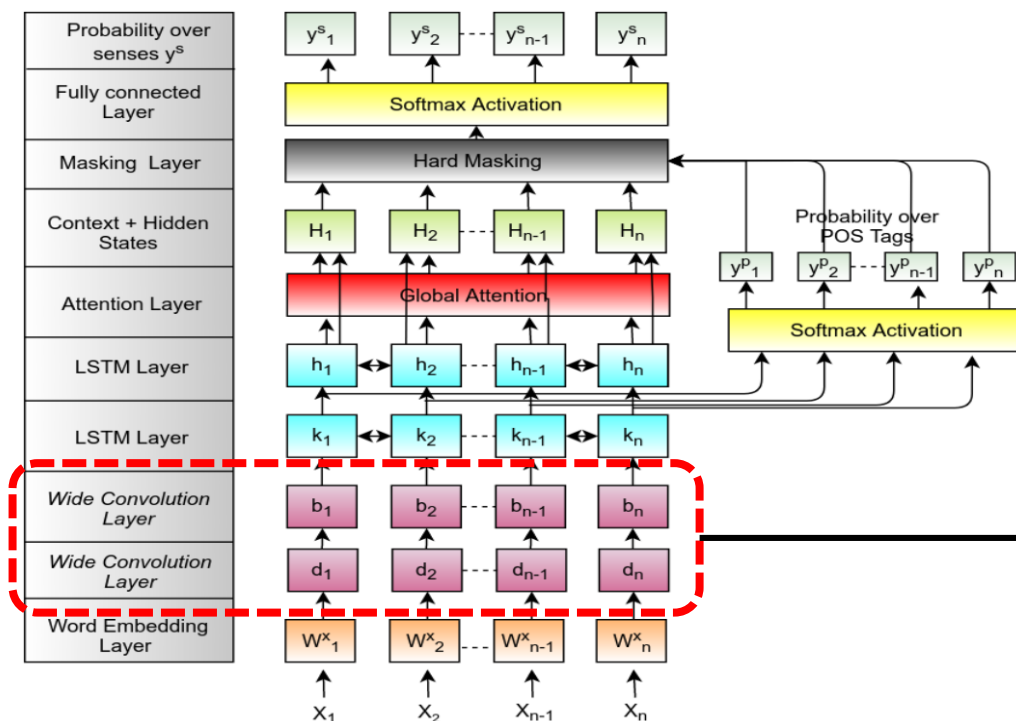 Probability over
senses y^s
y^s_1 y^s_2 y^s_n-1 y^s_n
Fully connected
Layer
Softmax Activation
Masking Layer
Hard Masking
Context + Hidden
States
H_1 H_2 H_n-1 H_n
Probability over
POS Tags
y^p_1 y^p_2 y^p_n-1 y^p_n
Attention Layer
Global Attention
Softmax Activation
LSTM Layer
h_1 h_2 h_n-1 h_n
LSTM Layer
k_1 k_2 k_n-1 k_n
Wide Convolution
Layer
b_1 b_2 b_n-1 b_n
Wide Convolution
Layer
d_1 d_2 d_n-1 d_n
Word Embedding
Layer
W^x_1 W^x_2 W^x_n-1 W^x_n
X_1 X_2 X_n-1 X_n